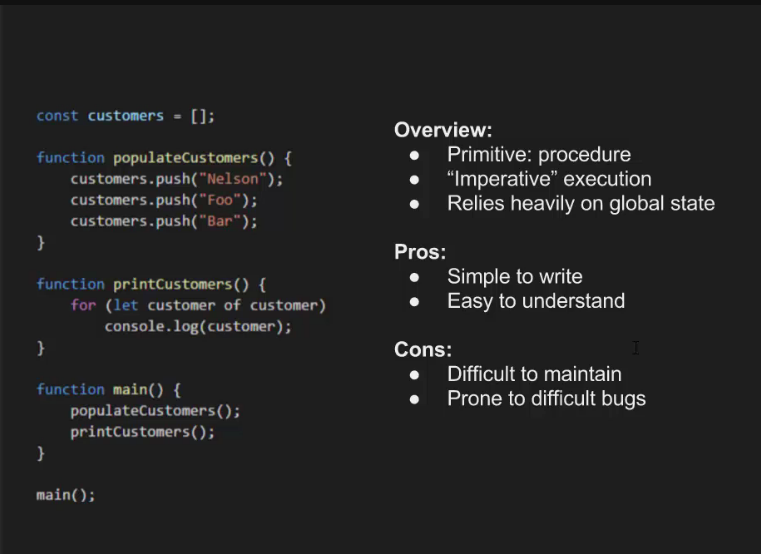 const customers = [];
function populateCustomers() {
customers.push("Nelson");
customers.push("Foo");
customers.push("Bar");
}
function printCustomers() {
for (let customer of customer)
console.log(customer);
}
function main() {
populateCustomers();
printCustomers();
}
main();
Overview:
● Primitive: procedure
● “Imperative” execution
● Relies heavily on global state
Pros:
● Simple to write
● Easy to understand
Cons:
● Difficult to maintain
● Prone to difficult bugs